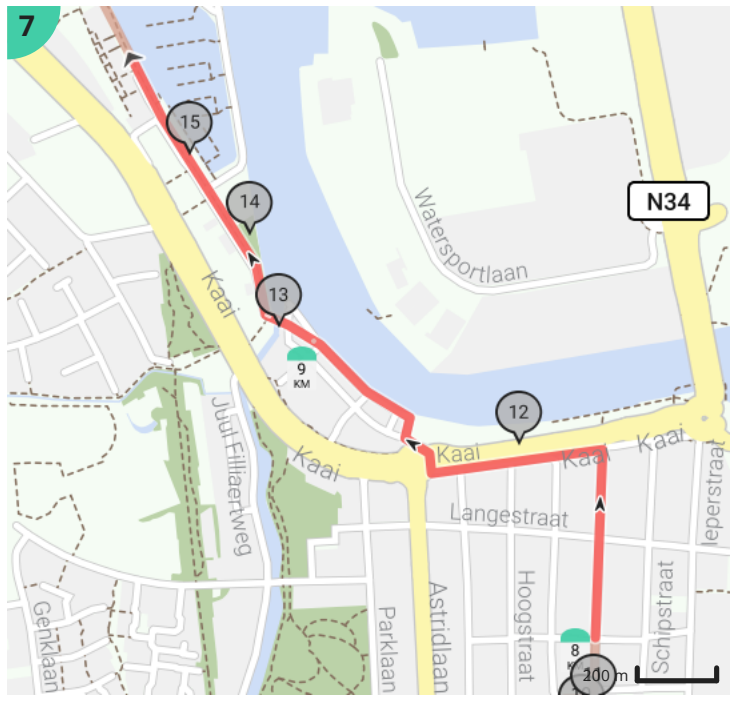 7
15
N34
14
Watersportlaan
Kaai
13
9
KM
12
Juul Filliaertweg
Kaai
Kaai
Kaai
Kaai
Ieperstraat
Langestraat
Hoogstraat
Schipstraat
Astridlaan
Parklaan
Genklaan
8
200 m